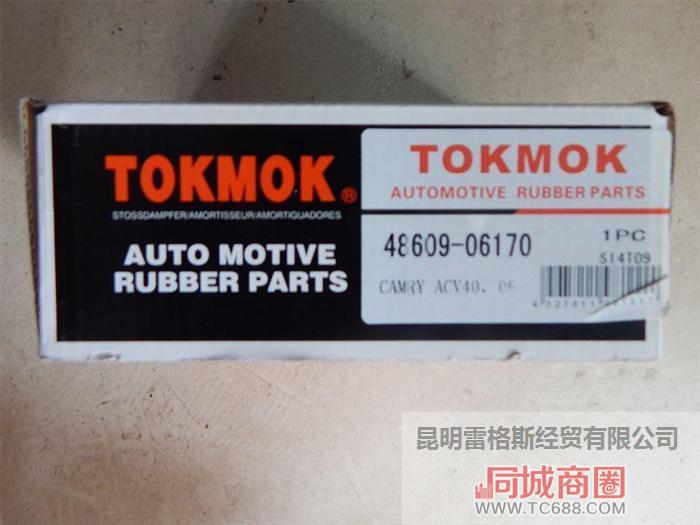 TOKMOK®
STOSSDAMPFER/AMORTISSEUR/AMORTIGUADORES
AUTO MOTIVE
RUBBER PARTS
TOKMOK
AUTOMOTIVE RUBBER PARTS
48609-06170
1PC
S14T09
CAMRY ACV40, 06
昆明雷格斯经贸有限公司
同城商圈
WWW.TC688.COM